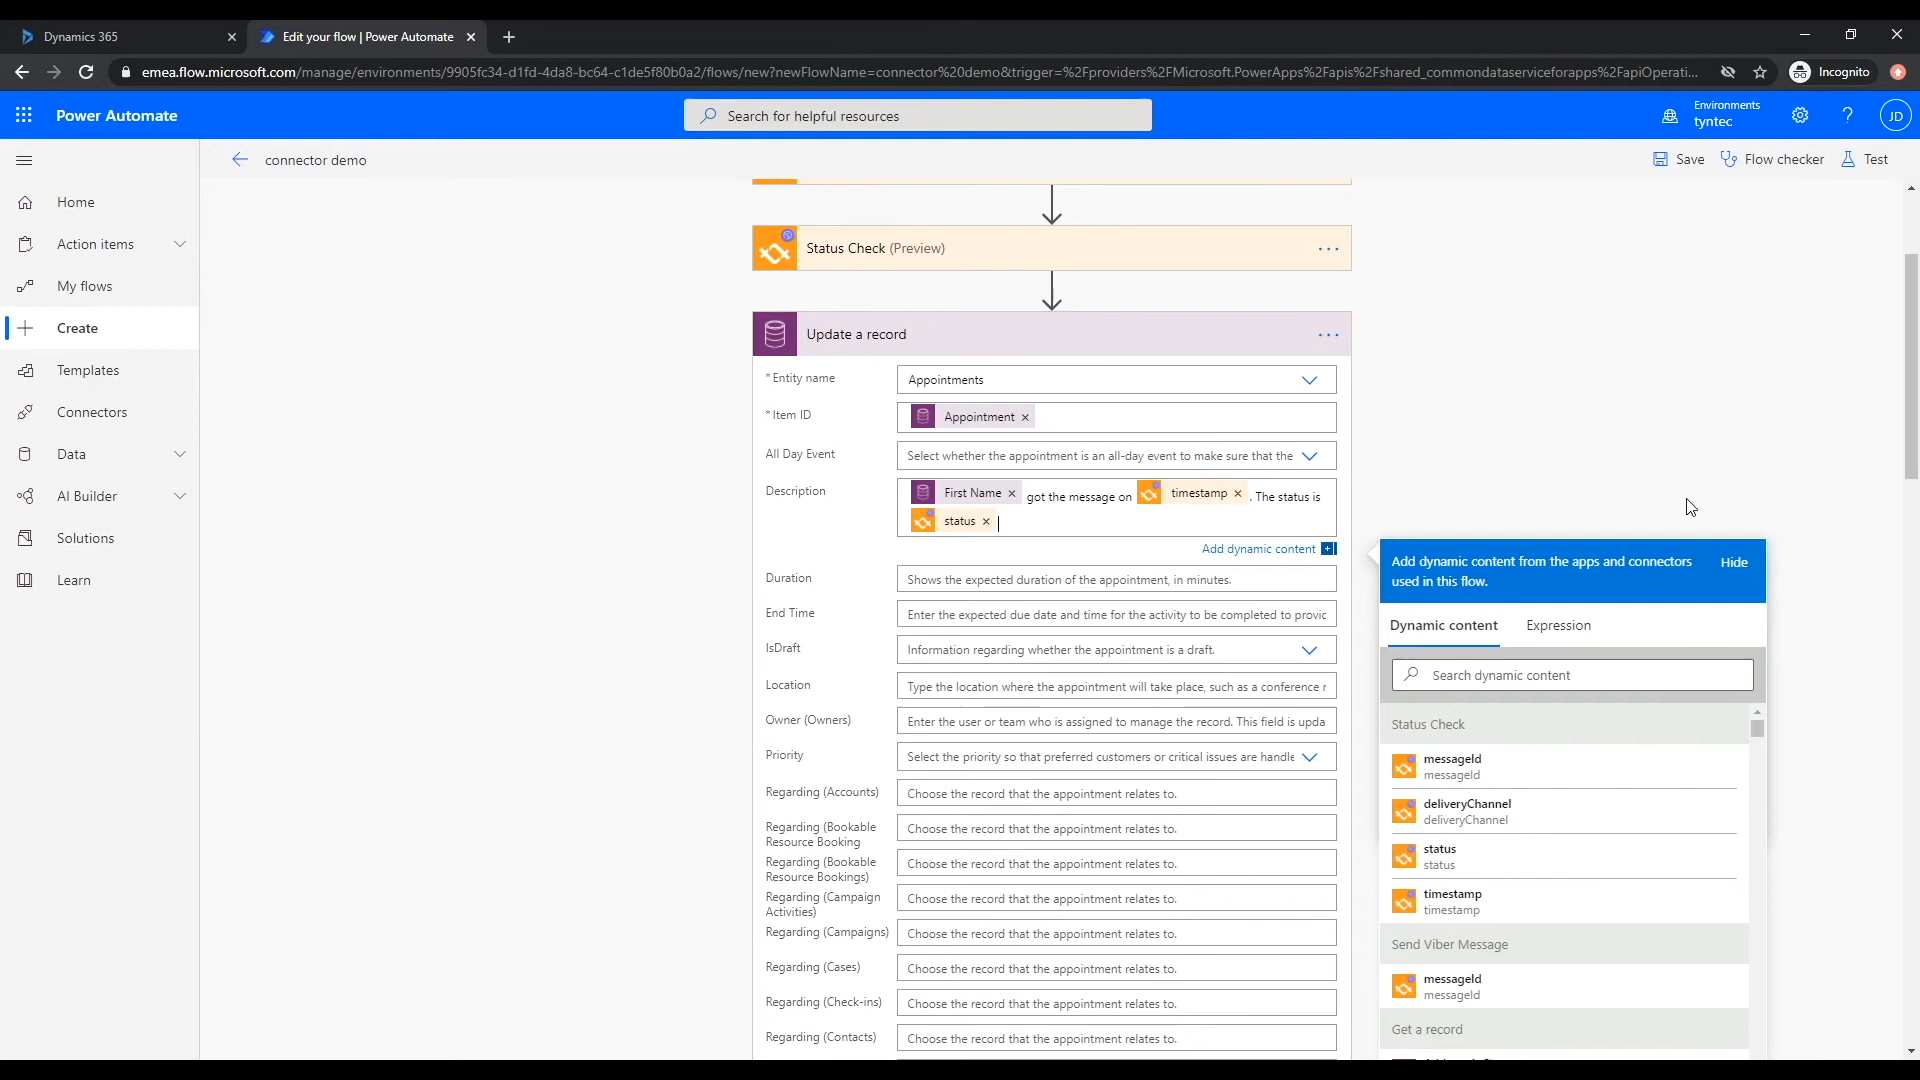 Dynamics 365
Edit your flow | Power Automate
emea.flow.microsoft.com/manage/environments/9905fc34-d1fd-4da8-bc64-c1de5f80b0a2/flows/new?newFlowName=connector%20demo&trigger=%2Fproviders%2FMicrosoft.PowerApps%2Fapis%2Fshared_commondataserviceforapps%2FapiOperati...
Incognito
Power Automate
Search for helpful resources
Environments
tyntec
JD
connector demo
Save
Flow checker
Test
Home
Action items
My flows
Create
Templates
Connectors
Data
AI Builder
Solutions
Learn
Status Check (Preview)
Update a record
* Entity name
Appointments
* Item ID
Appointment
All Day Event
Select whether the appointment is an all-day event to make sure that the
Description
First Name got the message on timestamp . The status is
status
Add dynamic content
Duration
Shows the expected duration of the appointment, in minutes.
End Time
Enter the expected due date and time for the activity to be completed to provic
IsDraft
Information regarding whether the appointment is a draft.
Location
Type the location where the appointment will take place, such as a conference r
Owner (Owners)
Enter the user or team who is assigned to manage the record. This field is upda
Priority
Select the priority so that preferred customers or critical issues are handle
Regarding (Accounts)
Choose the record that the appointment relates to.
Regarding (Bookable
Resource Booking
Choose the record that the appointment relates to.
Regarding (Bookable
Resource Bookings)
Choose the record that the appointment relates to.
Regarding (Campaign
Activities)
Choose the record that the appointment relates to.
Regarding (Campaigns)
Choose the record that the appointment relates to.
Regarding (Cases)
Choose the record that the appointment relates to.
Regarding (Check-ins)
Choose the record that the appointment relates to.
Regarding (Contacts)
Choose the record that the appointment relates to.
Add dynamic content from the apps and connectors
used in this flow.
Hide
Dynamic content
Expression
Search dynamic content
Status Check
messageId
messageId
deliveryChannel
deliveryChannel
status
status
timestamp
timestamp
Send Viber Message
messageId
messageId
Get a record